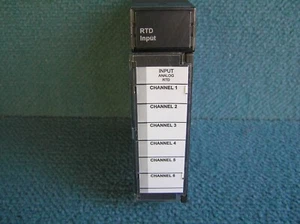 RTD
Input
INPUT
ANALOG
RTD
CHANNEL 1
CHANNEL 2
CHANNEL 3
CHANNEL 4
CHANNEL 5
CHANNEL 6